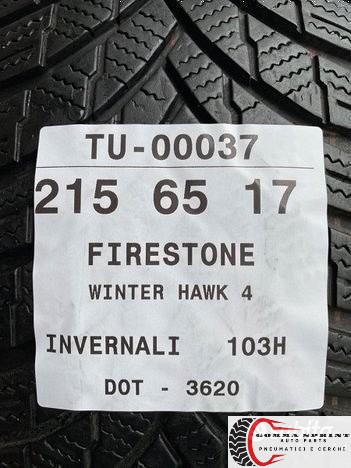 TU-00037
215 65 17
FIRESTONE
WINTER HAWK 4
INVERNALI 103H
DOT - 3620
GOMMA SPRINT
AUTO PARTS
PNEUMATICI E CERCHI